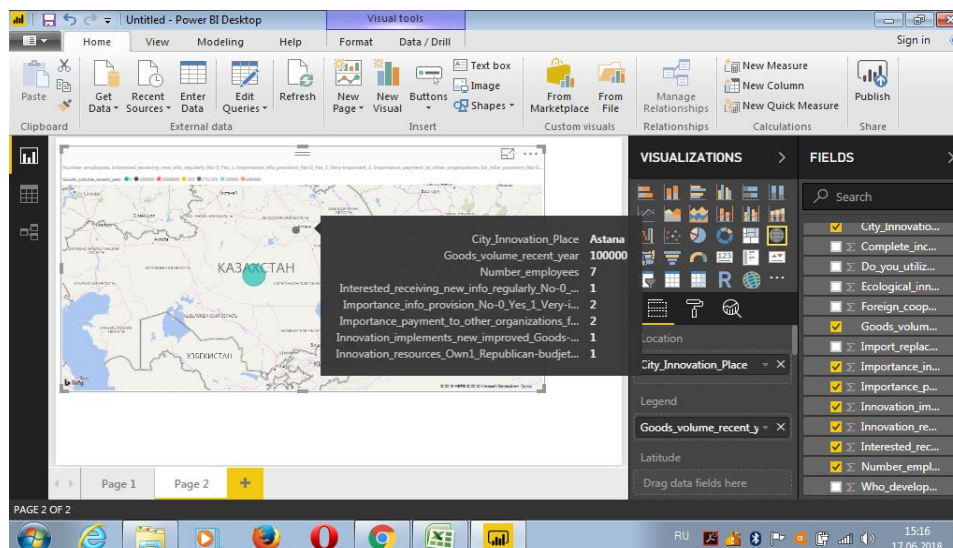 Untitled - Power BI Desktop
Visual tools
Home View Modeling Help Format Data / Drill Sign in
Paste
Get Data
Recent Sources
Enter Data
Edit Queries
Refresh
New Page
New Visual
Buttons
Text box
Image
Shapes
From Marketplace
From File
Manage Relationships
New Measure
New Column
New Quick Measure
Publish
Clipboard External data Insert Custom visuals Relationships Calculations Share
КАЗАХСТАН
УЗБЕКИСТАН
Bing
City_Innovation_Place Astana
Goods_volume_recent_year 100000
Number_employees 7
Interested_receiving_new_info_regularly_No-0_... 1
Importance_info_provision_No-0_Yes_1_Very-i... 2
Importance_payment_to_other_organizations_f... 2
Innovation_implements_new_improved_Goods-... 1
Innovation_resources_Own1_Republican-budjet... 1
VISUALIZATIONS
Location
City_Innovation_Place
Legend
Goods_volume_recent_y
Latitude
Drag data fields here
FIELDS
Search
City_Innovatio...
Complete_inc...
Do_you_utiliz...
Ecological_inn...
Foreign_coop...
Goods_volum...
Import_replac...
Importance_in...
Importance_p...
Innovation_im...
Innovation_re...
Interested_rec...
Number_empl...
Who_develop...
Page 1 Page 2
PAGE 2 OF 2
RU 15:16
17.06.2018